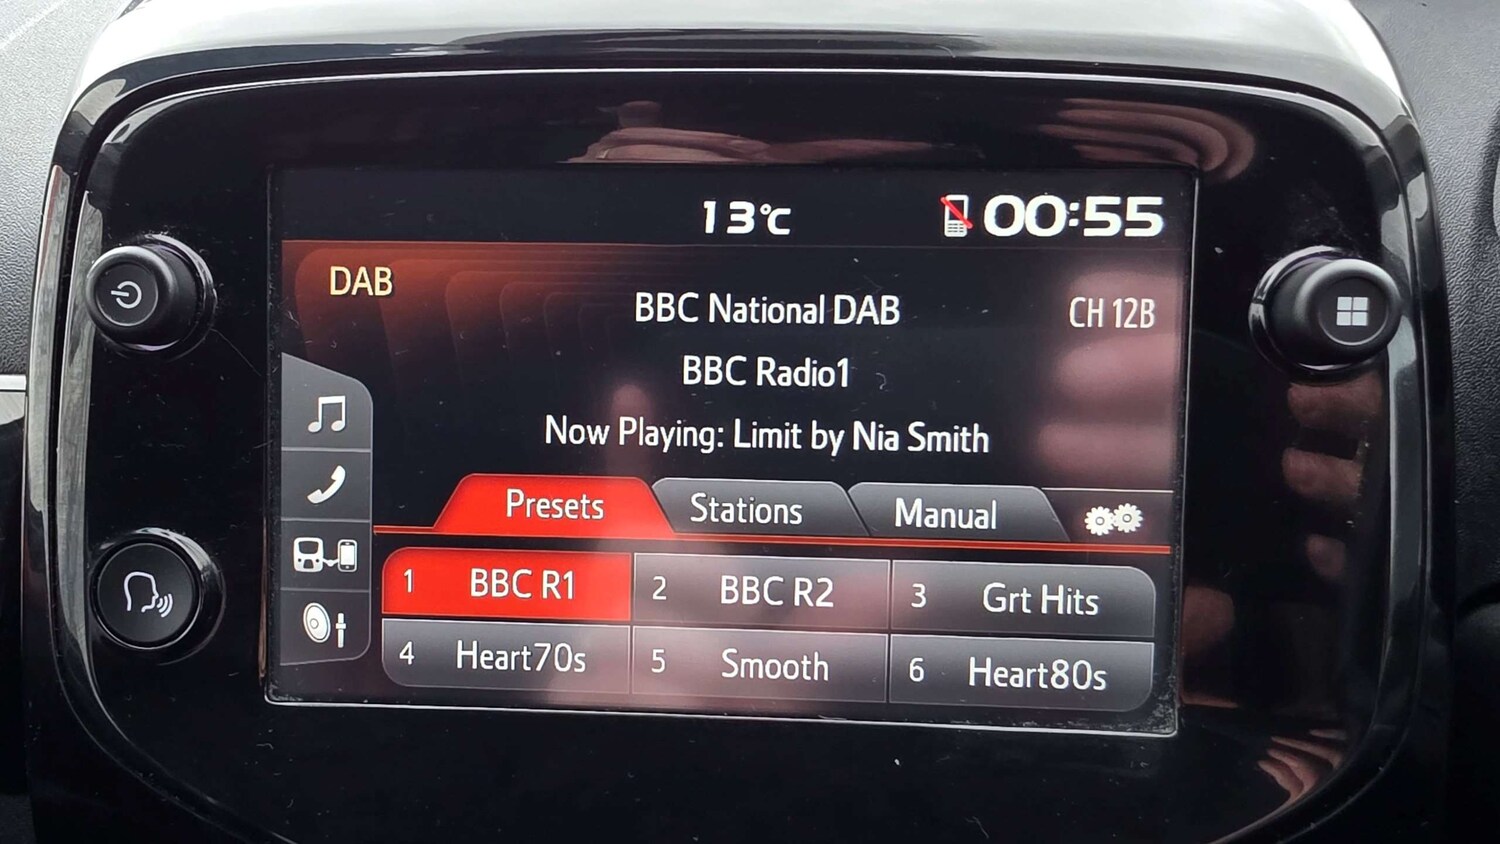 13°C 00:55
DAB
BBC National DAB CH 12B
BBC Radio1
Now Playing: Limit by Nia Smith
Presets Stations Manual
1 BBC R1 2 BBC R2 3 Grt Hits
4 Heart70s 5 Smooth 6 Heart80s